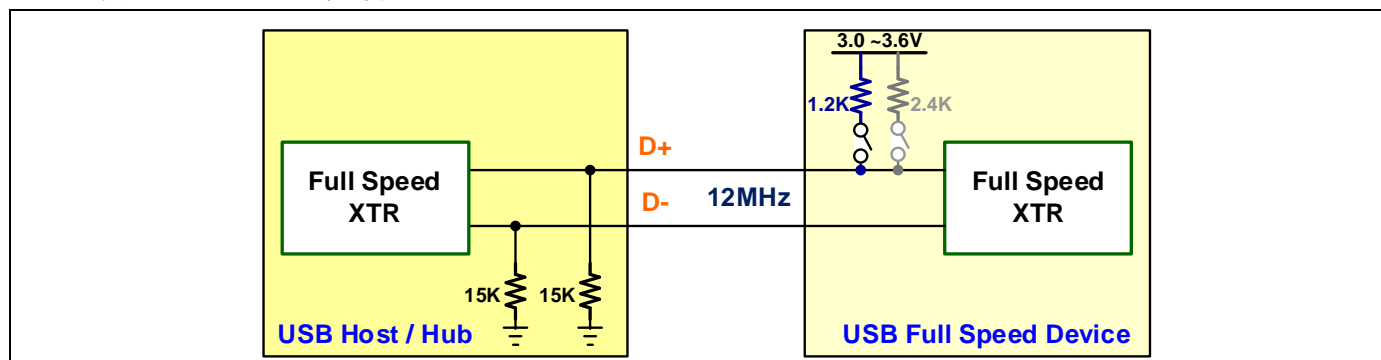 3.0 ~3.6V
1.2K
2.4K
D+
Full Speed
XTR
12MHz
Full Speed
XTR
D-
15K
15K
USB Host / Hub
USB Full Speed Device